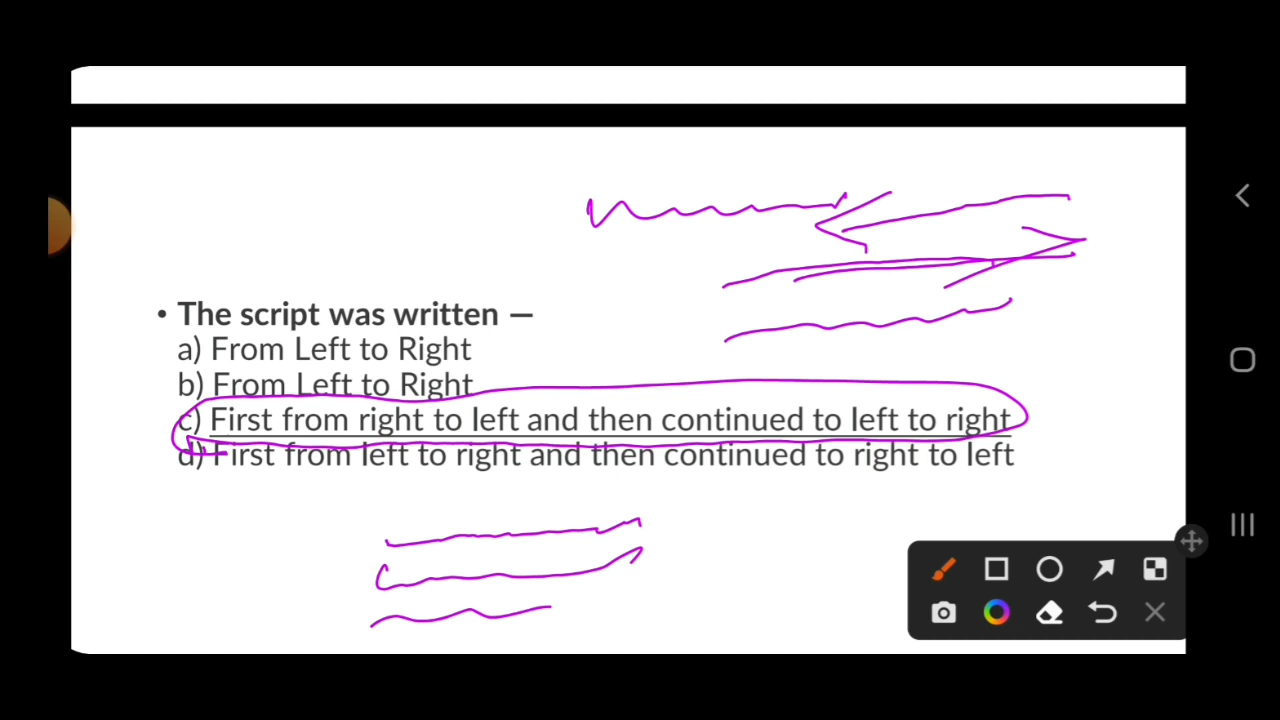 • The script was written —
a) From Left to Right
b) From Left to Right
c) First from right to left and then continued to left to right
d) First from left to right and then continued to right to left